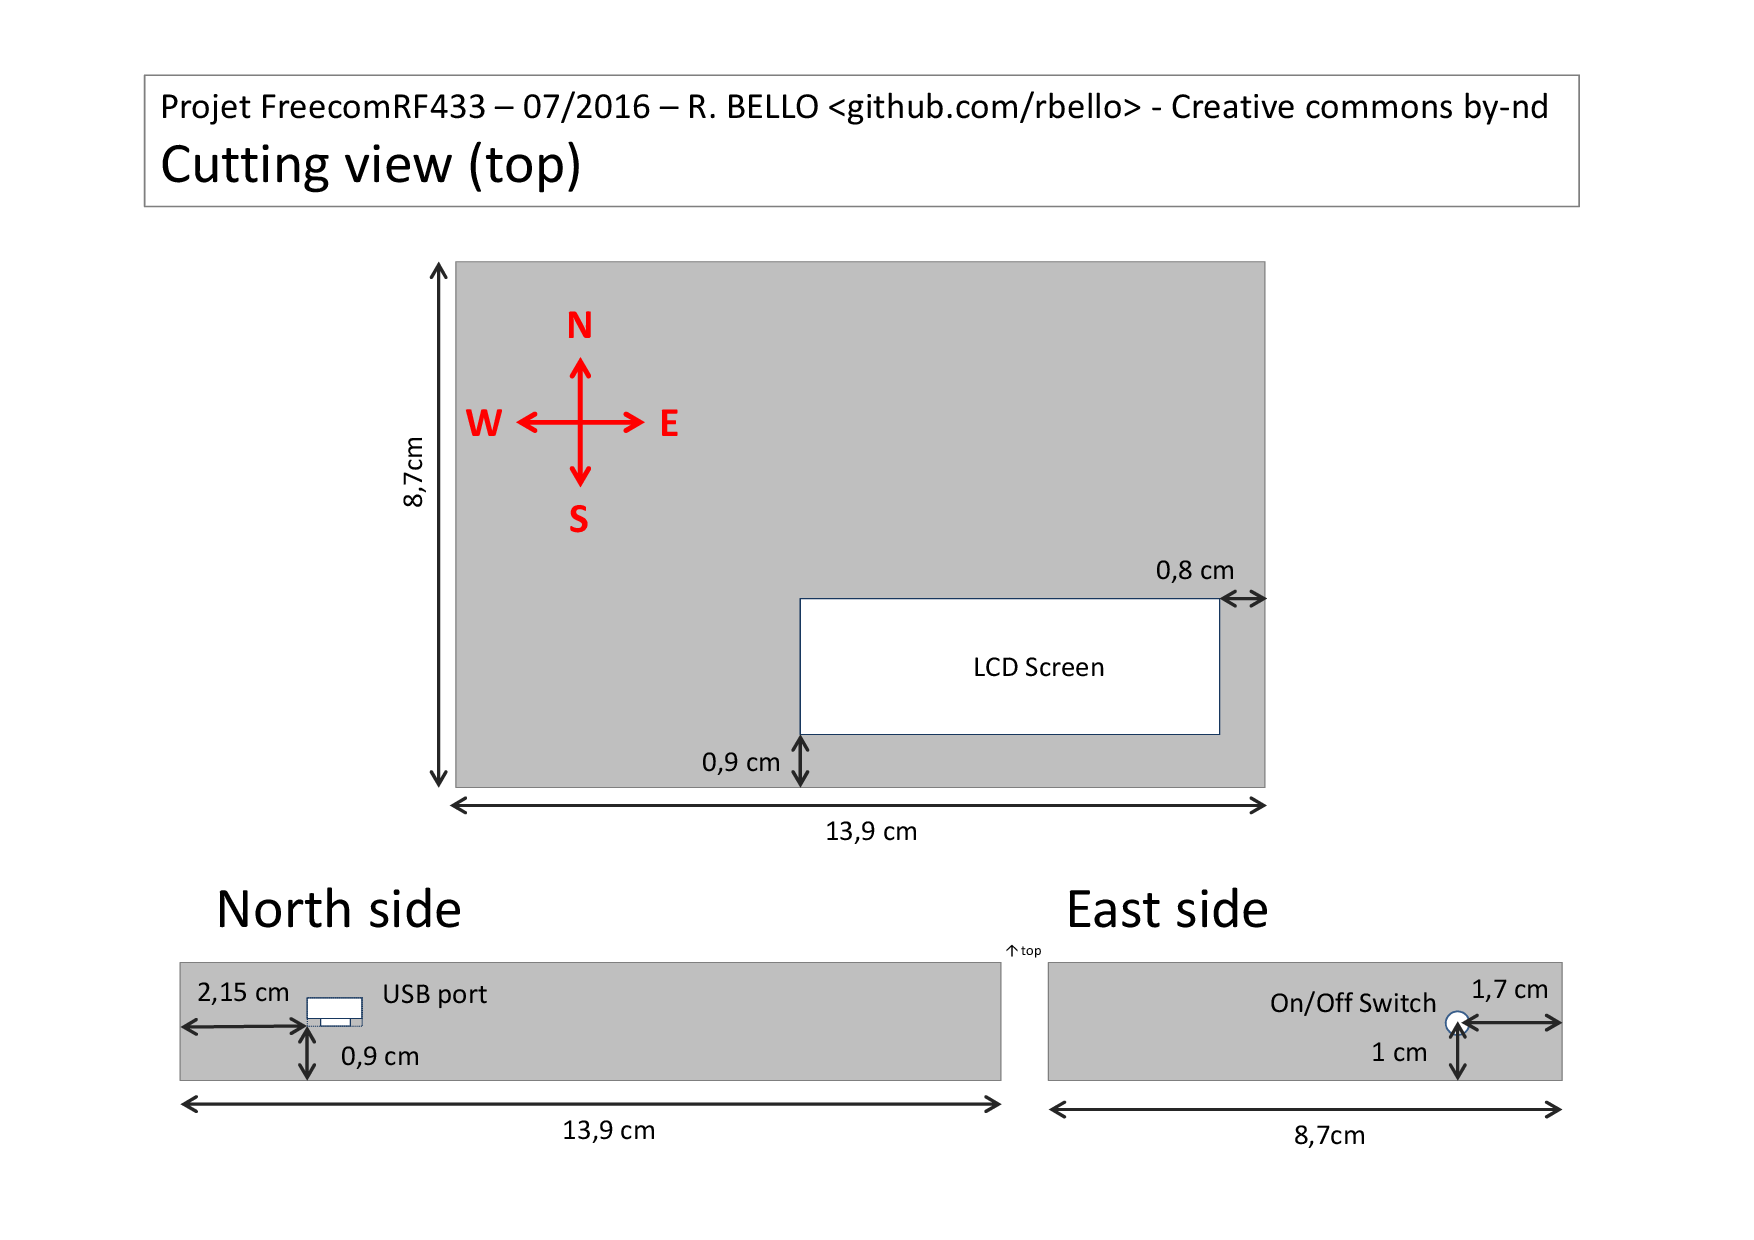 Projet FreecomRF433 – 07/2016 – R. BELLO <github.com/rbello> - Creative commons by-nd
Cutting view (top)
N
W
E
S
8,7cm
0,8 cm
LCD Screen
0,9 cm
13,9 cm
North side
East side
↑ top
2,15 cm
USB port
0,9 cm
13,9 cm
On/Off Switch
1,7 cm
1 cm
8,7cm